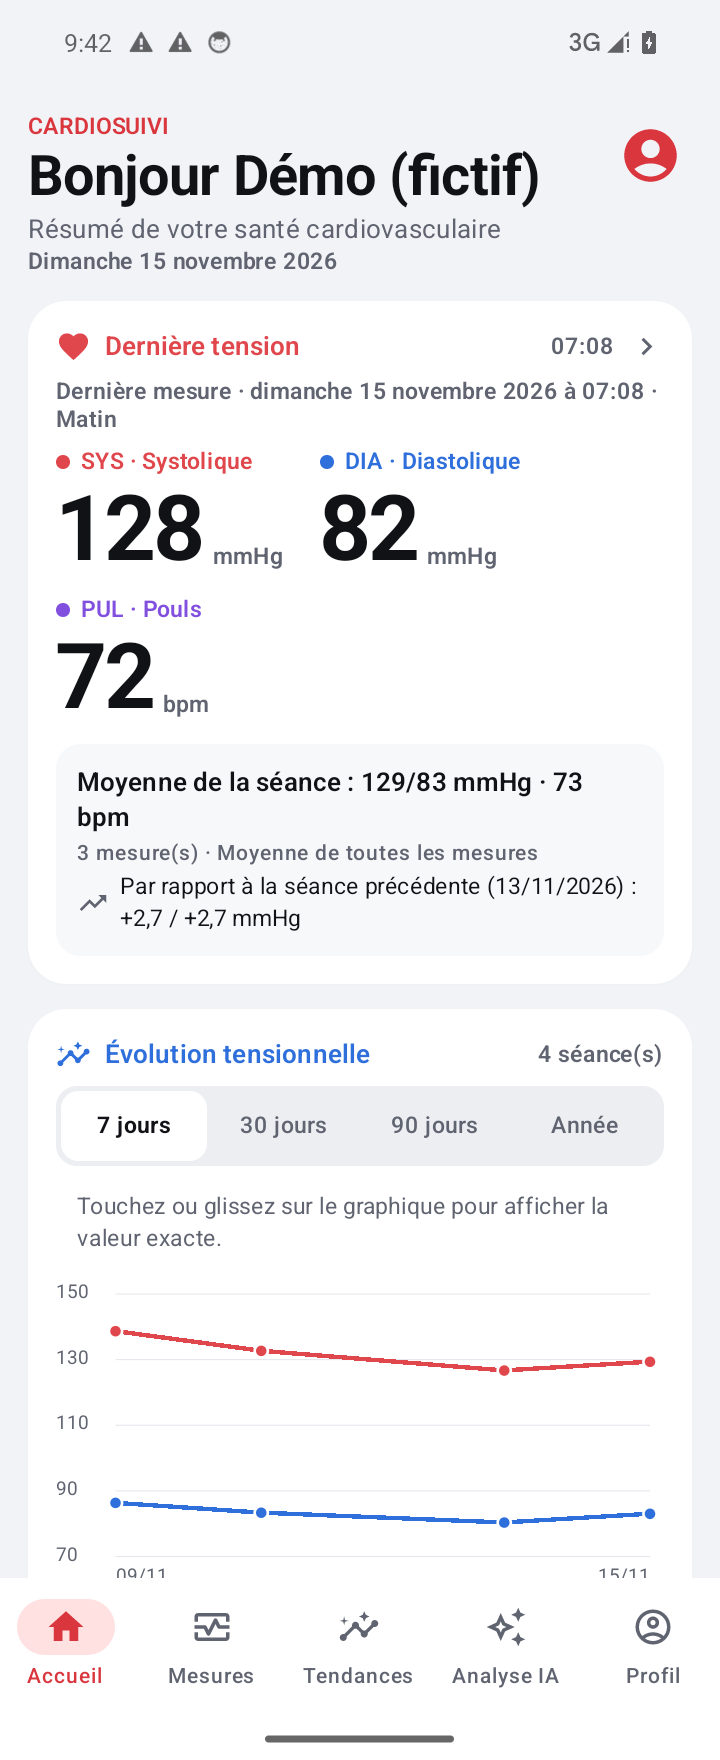 9:42
3G
CARDIOSUIVI
Bonjour Démo (fictif)
Résumé de votre santé cardiovasculaire
Dimanche 15 novembre 2026
Dernière tension
07:08
Dernière mesure · dimanche 15 novembre 2026 à 07:08 ·
Matin
SYS · Systolique
DIA · Diastolique
128 mmHg
82 mmHg
PUL · Pouls
72 bpm
Moyenne de la séance : 129/83 mmHg · 73
bpm
3 mesure(s) · Moyenne de toutes les mesures
Par rapport à la séance précédente (13/11/2026) :
+2,7 / +2,7 mmHg
Évolution tensionnelle
4 séance(s)
7 jours
30 jours
90 jours
Année
Touchez ou glissez sur le graphique pour afficher la
valeur exacte.
150
130
110
90
70
09/11
15/11
Accueil
Mesures
Tendances
Analyse IA
Profil